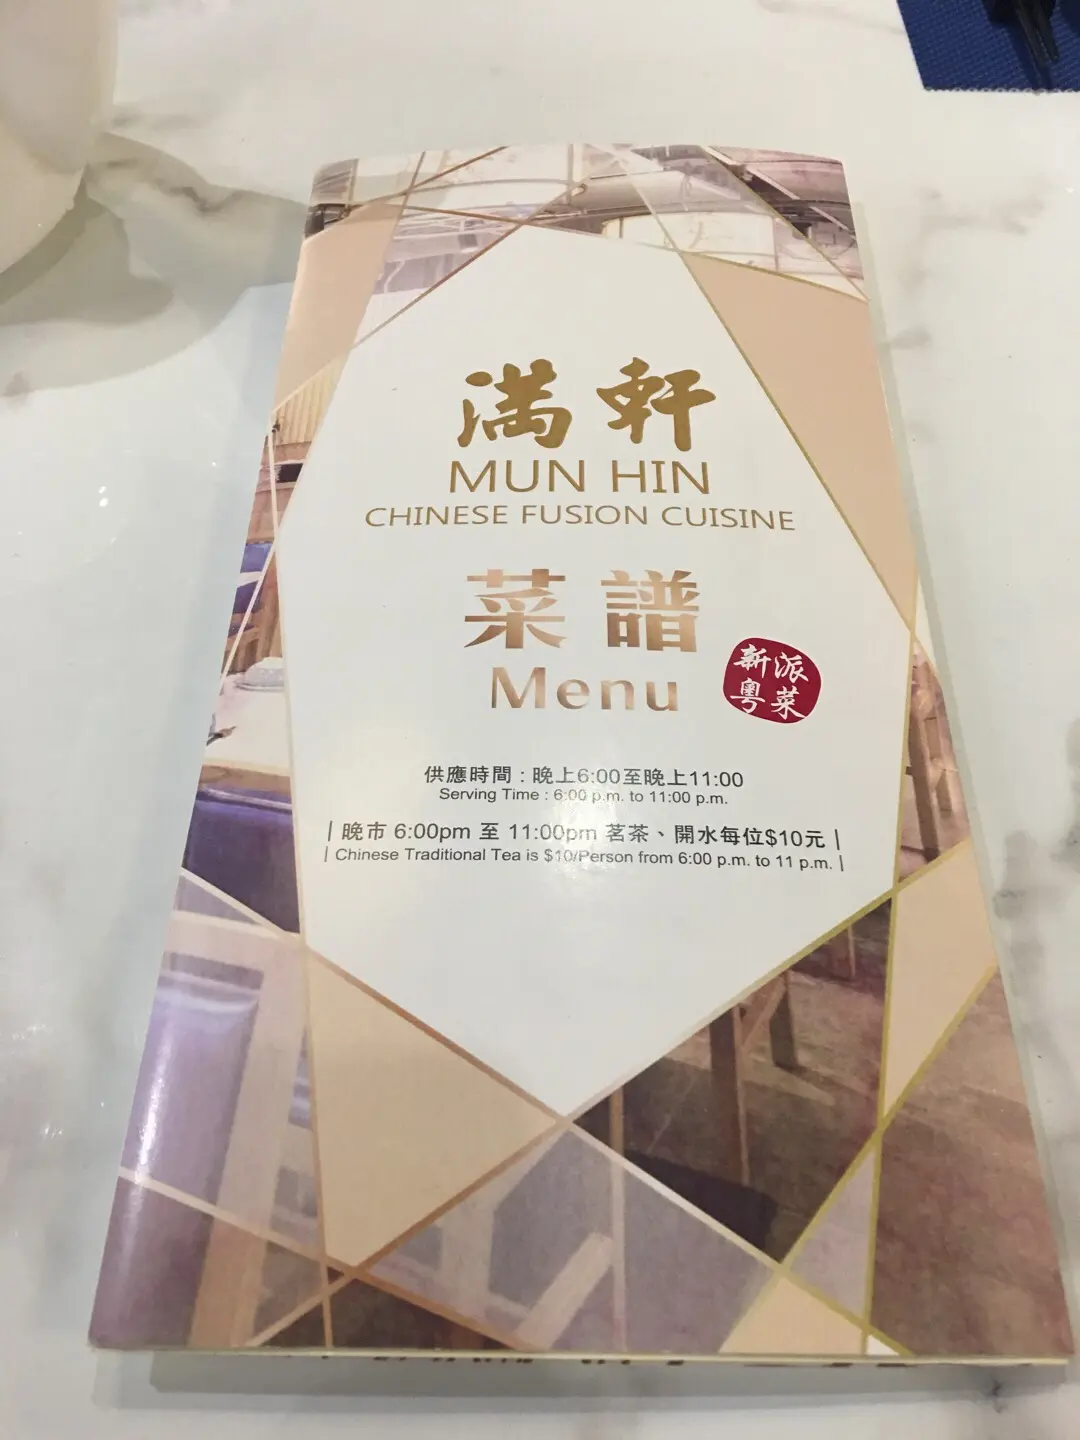 満軒
MUN HIN
CHINESE FUSION CUISINE
菜譜
Menu
新派
粵菜
供應時間 : 晚上6:00至晚上11:00
Serving Time : 6:00 p.m. to 11:00 p.m.
| 晚市 6:00pm 至 11:00pm 茗茶、開水每位$10元 |
| Chinese Traditional Tea is $10/Person from 6:00 p.m. to 11 p.m. |